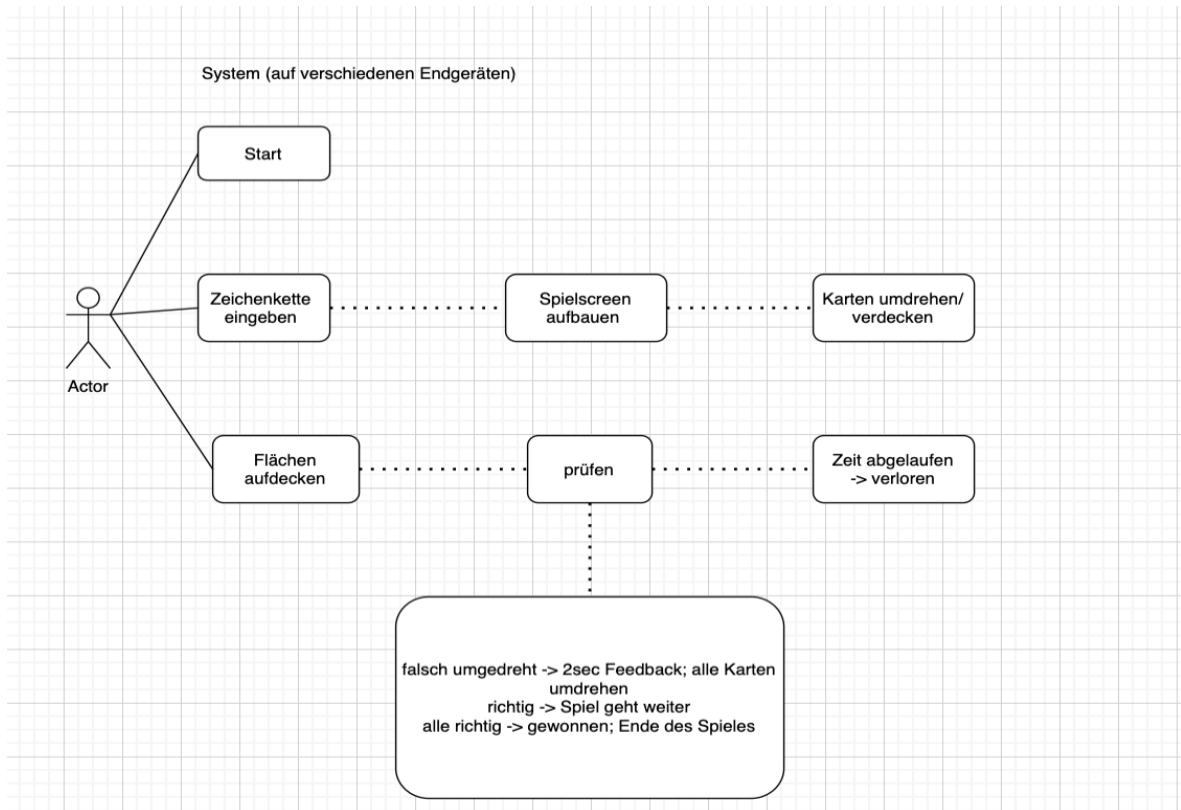 System (auf verschiedenen Endgeräten)
Start
Zeichenkette
eingeben
Spielscreen
aufbauen
Karten umdrehen/
verdecken
Actor
Flächen
aufdecken
prüfen
Zeit abgelaufen
-> verloren
falsch umgedreht -> 2sec Feedback; alle Karten
umdrehen
richtig -> Spiel geht weiter
alle richtig -> gewonnen; Ende des Spieles